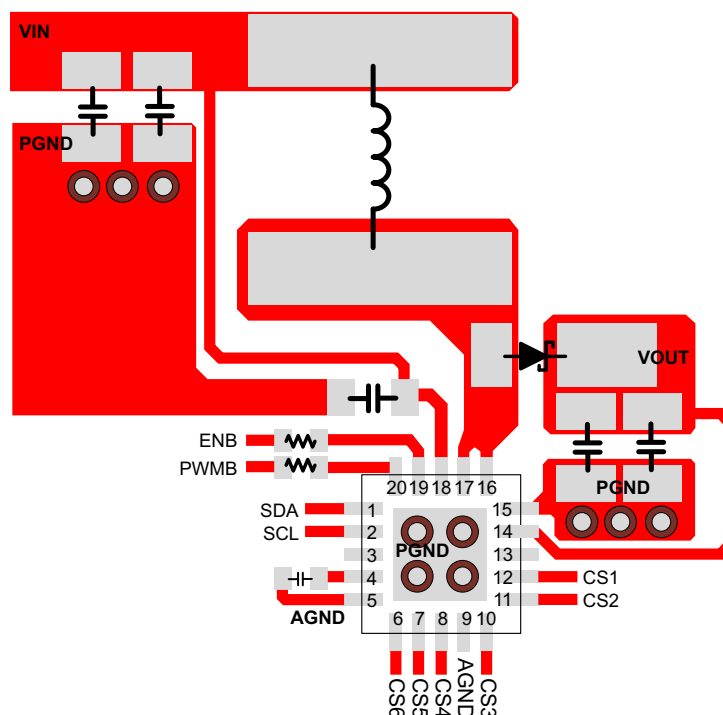 VIN
PGND
VOUT
ENB
PWMB
20 19 18 17 16
PGND
SDA 1 15
SCL 2 14
PGND
3 13
4 12 CS1
5 11 CS2
AGND
6 7 8 9 10
CS6
CS5
CS4
AGND
CS3